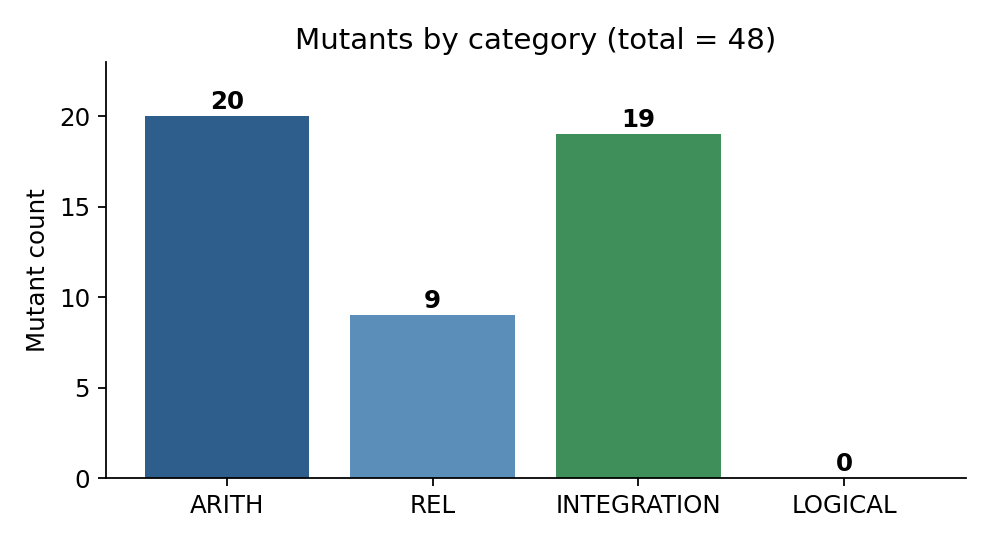 Mutants by category (total = 48)
Mutant count
20
15
10
5
0
20
9
19
0
ARITH
REL
INTEGRATION
LOGICAL